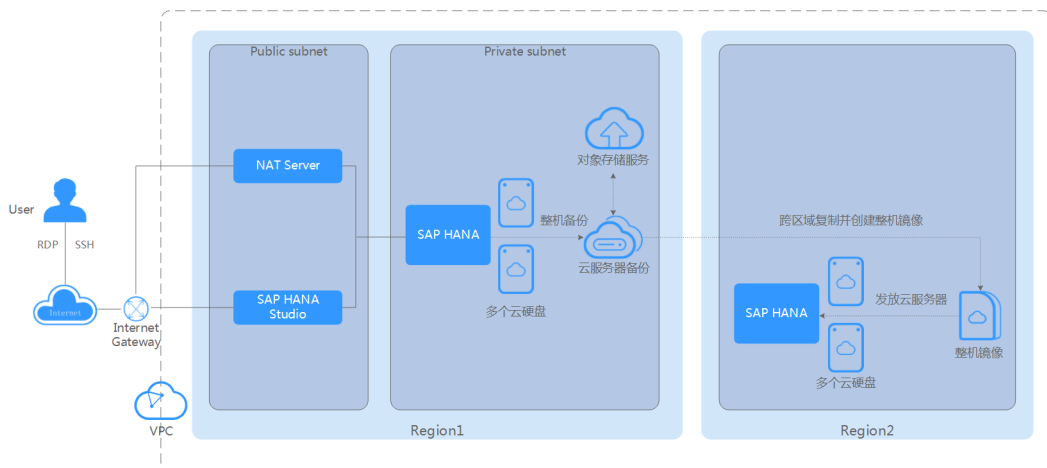 Public subnet
Private subnet
对象存储服务
NAT Server
User
RDP
SSH
SAP HANA
整机备份
跨区域复制并创建整机镜像
云服务器备份
Internet
Internet
Gateway
SAP HANA
Studio
多个云硬盘
SAP HANA
发放云服务器
整机镜像
多个云硬盘
VPC
Region1
Region2